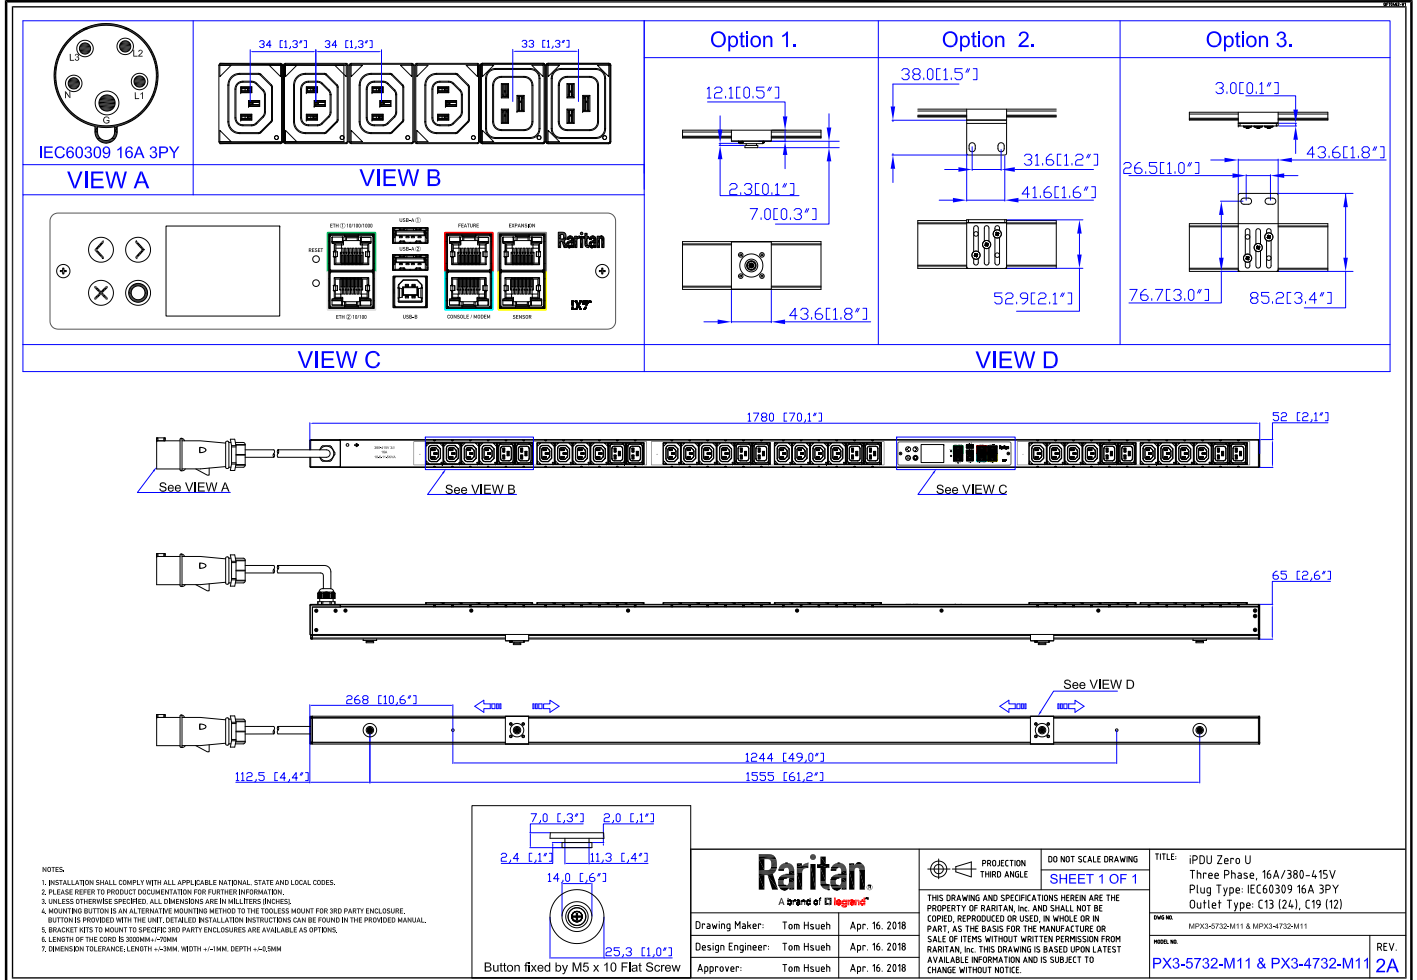 L3
L2
N
L1
G
IEC60309 16A 3PY
VIEW A
34 [1,3"]
34 [1,3"]
33 [1,3"]
VIEW B
RESET
ETH ① 10/100/1000
ETH ② 10/100
USB-A ①
USB-A ②
USB-B
FEATURE
EXPANSION
CONSOLE / MODEM
SENSOR
Raritan
iX7™
VIEW C
Option 1.
12.1[0.5"]
2.3[0.1"]
7.0[0.3"]
43.6[1.8"]
Option 2.
38.0[1.5"]
31.6[1.2"]
41.6[1.6"]
52.9[2.1"]
Option 3.
3.0[0.1"]
43.6[1.8"]
26.5[1.0"]
76.7[3.0"]
85.2[3.4"]
VIEW D
1780 [70,1"]
52 [2,1"]
See VIEW A
See VIEW B
See VIEW C
65 [2,6"]
268 [10,6"]
See VIEW D
1244 [49,0"]
112,5 [4,4"]
1555 [61,2"]
7,0 [,3"]
2,0 [,1"]
2,4 [,1"]
11,3 [,4"]
14,0 [,6"]
25,3 [1,0"]
Button fixed by M5 x 10 Flat Screw
NOTES.
1. INSTALLATION SHALL COMPLY WITH ALL APPLICABLE NATIONAL, STATE AND LOCAL CODES.
2. PLEASE REFER TO PRODUCT DOCUMENTATION FOR FURTHER INFORMATION.
3. UNLESS OTHERWISE SPECIFIED, ALL DIMENSIONS ARE IN MILLITERS [INCHES].
4. MOUNTING BUTTON IS AN ALTERNATIVE MOUNTING METHOD TO THE TOOLESS MOUNT FOR 3RD PARTY ENCLOSURE.
BUTTON IS PROVIDED WITH THE UNIT. DETAILED INSTALLATION INSTRUCTIONS CAN BE FOUND IN THE PROVIDED MANUAL.
5. BRACKET KITS TO MOUNT TO SPECIFIC 3RD PARTY ENCLOSURES ARE AVAILABLE AS OPTIONS.
6. LENGTH OF THE CORD IS 3000MM+/-70MM
7. DIMENSION TOLERANCE: LENGTH +/-3MM, WIDTH +/-1MM, DEPTH +/-0.5MM
Raritan®
A brand of legrand®
Drawing Maker: Tom Hsueh Apr. 16. 2018
Design Engineer: Tom Hsueh Apr. 16. 2018
Approver: Tom Hsueh Apr. 16. 2018
PROJECTION
THIRD ANGLE
DO NOT SCALE DRAWING
SHEET 1 OF 1
THIS DRAWING AND SPECIFICATIONS HEREIN ARE THE
PROPERTY OF RARITAN, Inc. AND SHALL NOT BE
COPIED, REPRODUCED OR USED, IN WHOLE OR IN
PART, AS THE BASIS FOR THE MANUFACTURE OR
SALE OF ITEMS WITHOUT WRITTEN PERMISSION FROM
RARITAN, Inc. THIS DRAWING IS BASED UPON LATEST
AVAILABLE INFORMATION AND IS SUBJECT TO
CHANGE WITHOUT NOTICE.
TITLE: iPDU Zero U
Three Phase, 16A/380-415V
Plug Type: IEC60309 16A 3PY
Outlet Type: C13 (24), C19 (12)
DWG NO.
MPX3-5732-M11 & MPX3-4732-M11
MODEL NO.
PX3-5732-M11 & PX3-4732-M11
REV.
2A